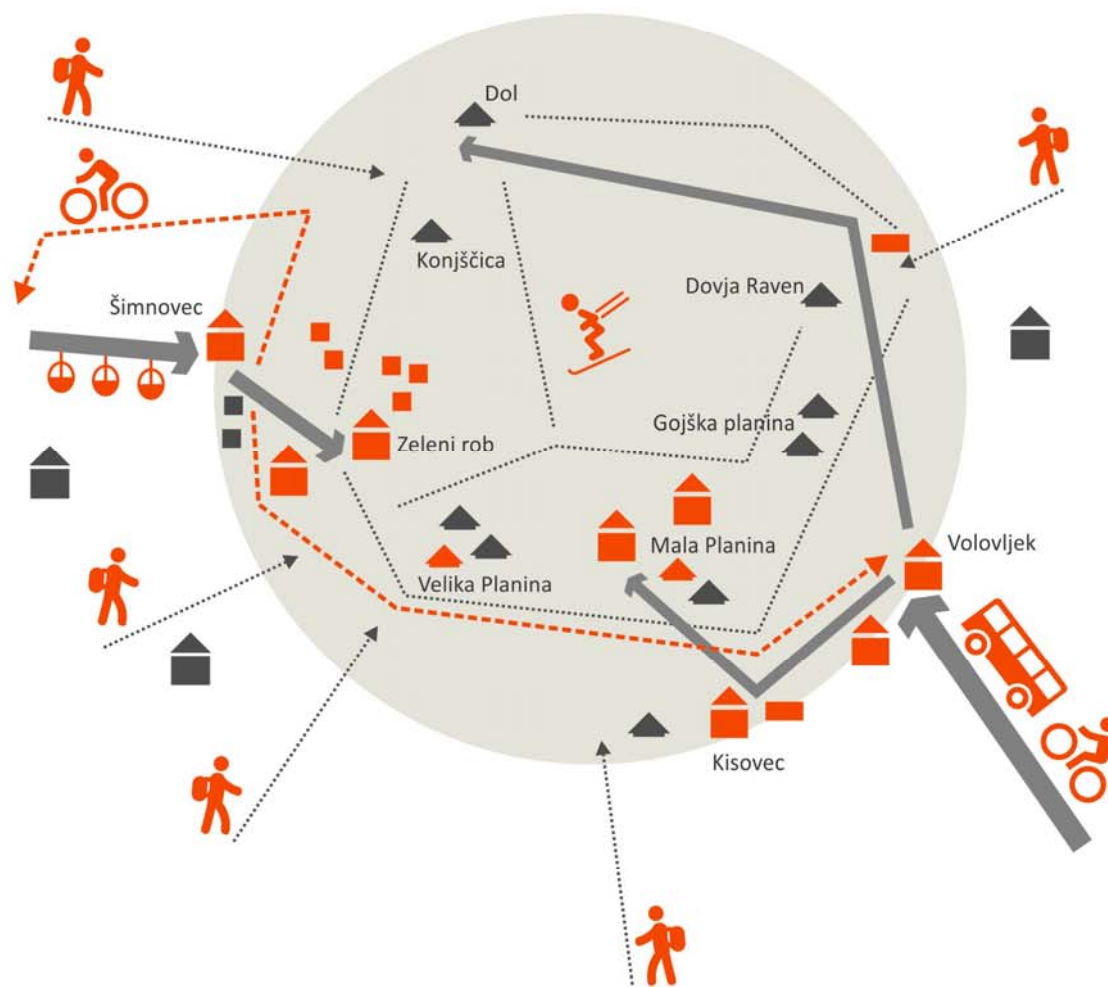 Dol
Konjščica
Šimnovec
Dovja Raven
Gojška planina
Zeleni rob
Mala Planina
Volovljek
Velika Planina
Kisovec